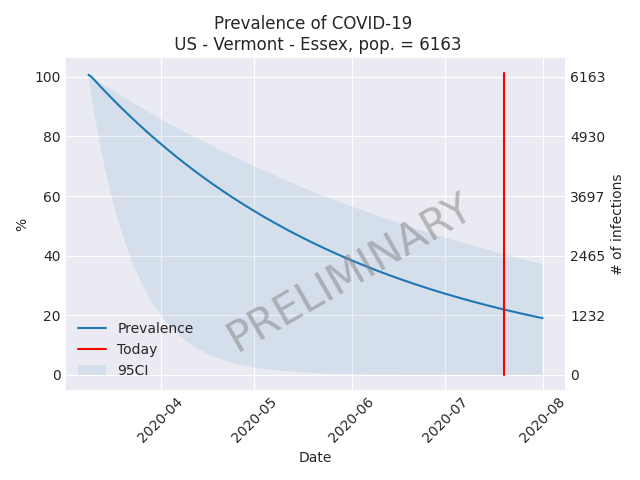 Prevalence of COVID-19
US - Vermont - Essex, pop. = 6163
100
80
60
40
20
0
%
6163
4930
3697
2465
1232
0
# of infections
PRELIMINARY
Prevalence
Today
95CI
2020-04
2020-05
2020-06
2020-07
2020-08
Date